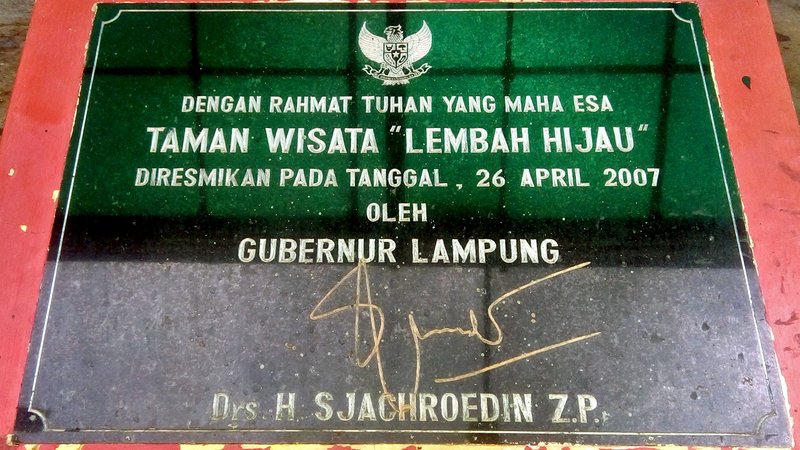 DENGAN RAHMAT TUHAN YANG MAHA ESA
TAMAN WISATA "LEMBAH HIJAU"
DIRESMIKAN PADA TANGGAL, 26 APRIL 2007
OLEH
GUBERNUR LAMPUNG
Drs. H. SJACHROEDIN Z.P.